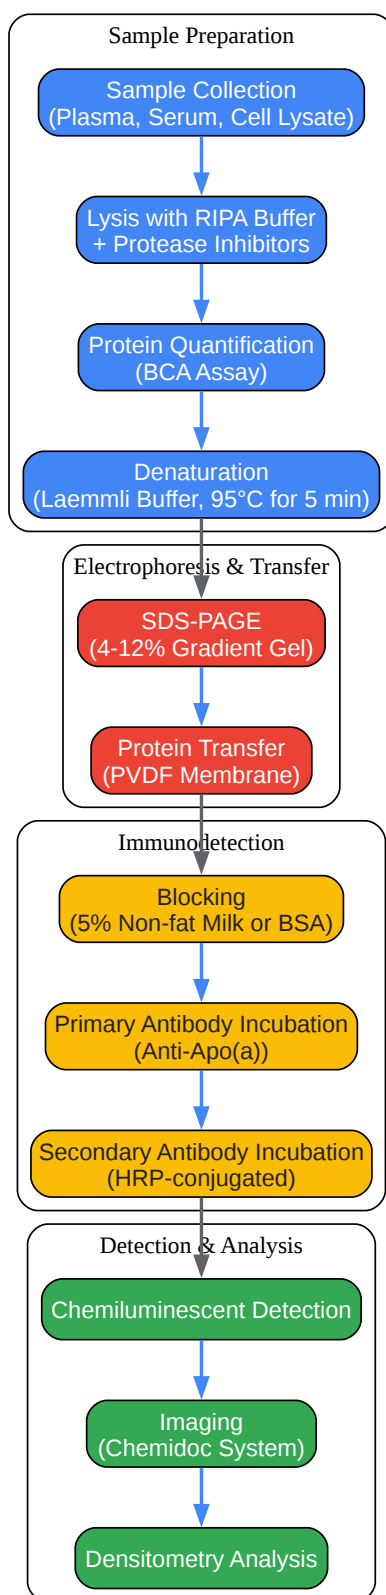 Sample Preparation
Sample Collection
(Plasma, Serum, Cell Lysate)
Lysis with RIPA Buffer
+ Protease Inhibitors
Protein Quantification
(BCA Assay)
Denaturation
(Laemmli Buffer, 95°C for 5 min)
Electrophoresis & Transfer
SDS-PAGE
(4-12% Gradient Gel)
Protein Transfer
(PVDF Membrane)
Immunodetection
Blocking
(5% Non-fat Milk or BSA)
Primary Antibody Incubation
(Anti-Apo(a))
Secondary Antibody Incubation
(HRP-conjugated)
Detection & Analysis
Chemiluminescent Detection
Imaging
(Chemidoc System)
Densitometry Analysis